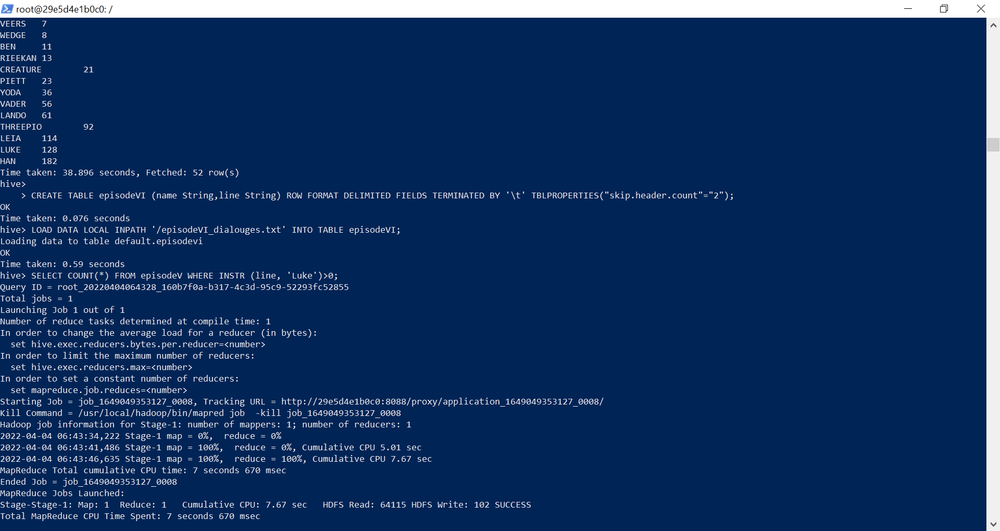 root@29e5d4e1b0c0: /
VEERS   7
WEDGE   8
BEN     11
RIEEKAN 13
CREATURE        21
PIETT   23
YODA    36
VADER   56
LANDO   61
THREEPIO        92
LEIA    114
LUKE    128
HAN     182
Time taken: 38.896 seconds, Fetched: 52 row(s)
hive>
    > CREATE TABLE episodeVI (name String,line String) ROW FORMAT DELIMITED FIELDS TERMINATED BY '\t' TBLPROPERTIES("skip.header.count"="2");
OK
Time taken: 0.076 seconds
hive> LOAD DATA LOCAL INPATH '/episodeVI_dialouges.txt' INTO TABLE episodeVI;
Loading data to table default.episodevi
OK
Time taken: 0.59 seconds
hive> SELECT COUNT(*) FROM episodeV WHERE INSTR (line, 'Luke')>0;
Query ID = root_20220404064328_160b7f0a-b317-4c3d-95c9-52293fc52855
Total jobs = 1
Launching Job 1 out of 1
Number of reduce tasks determined at compile time: 1
In order to change the average load for a reducer (in bytes):
  set hive.exec.reducers.bytes.per.reducer=<number>
In order to limit the maximum number of reducers:
  set hive.exec.reducers.max=<number>
In order to set a constant number of reducers:
  set mapreduce.job.reduces=<number>
Starting Job = job_1649049353127_0008, Tracking URL = http://29e5d4e1b0c0:8088/proxy/application_1649049353127_0008/
Kill Command = /usr/local/hadoop/bin/mapred job  -kill job_1649049353127_0008
Hadoop job information for Stage-1: number of mappers: 1; number of reducers: 1
2022-04-04 06:43:34,222 Stage-1 map = 0%,  reduce = 0%
2022-04-04 06:43:41,486 Stage-1 map = 100%,  reduce = 0%, Cumulative CPU 5.01 sec
2022-04-04 06:43:46,635 Stage-1 map = 100%,  reduce = 100%, Cumulative CPU 7.67 sec
MapReduce Total cumulative CPU time: 7 seconds 670 msec
Ended Job = job_1649049353127_0008
MapReduce Jobs Launched:
Stage-Stage-1: Map: 1  Reduce: 1   Cumulative CPU: 7.67 sec   HDFS Read: 64115 HDFS Write: 102 SUCCESS
Total MapReduce CPU Time Spent: 7 seconds 670 msec